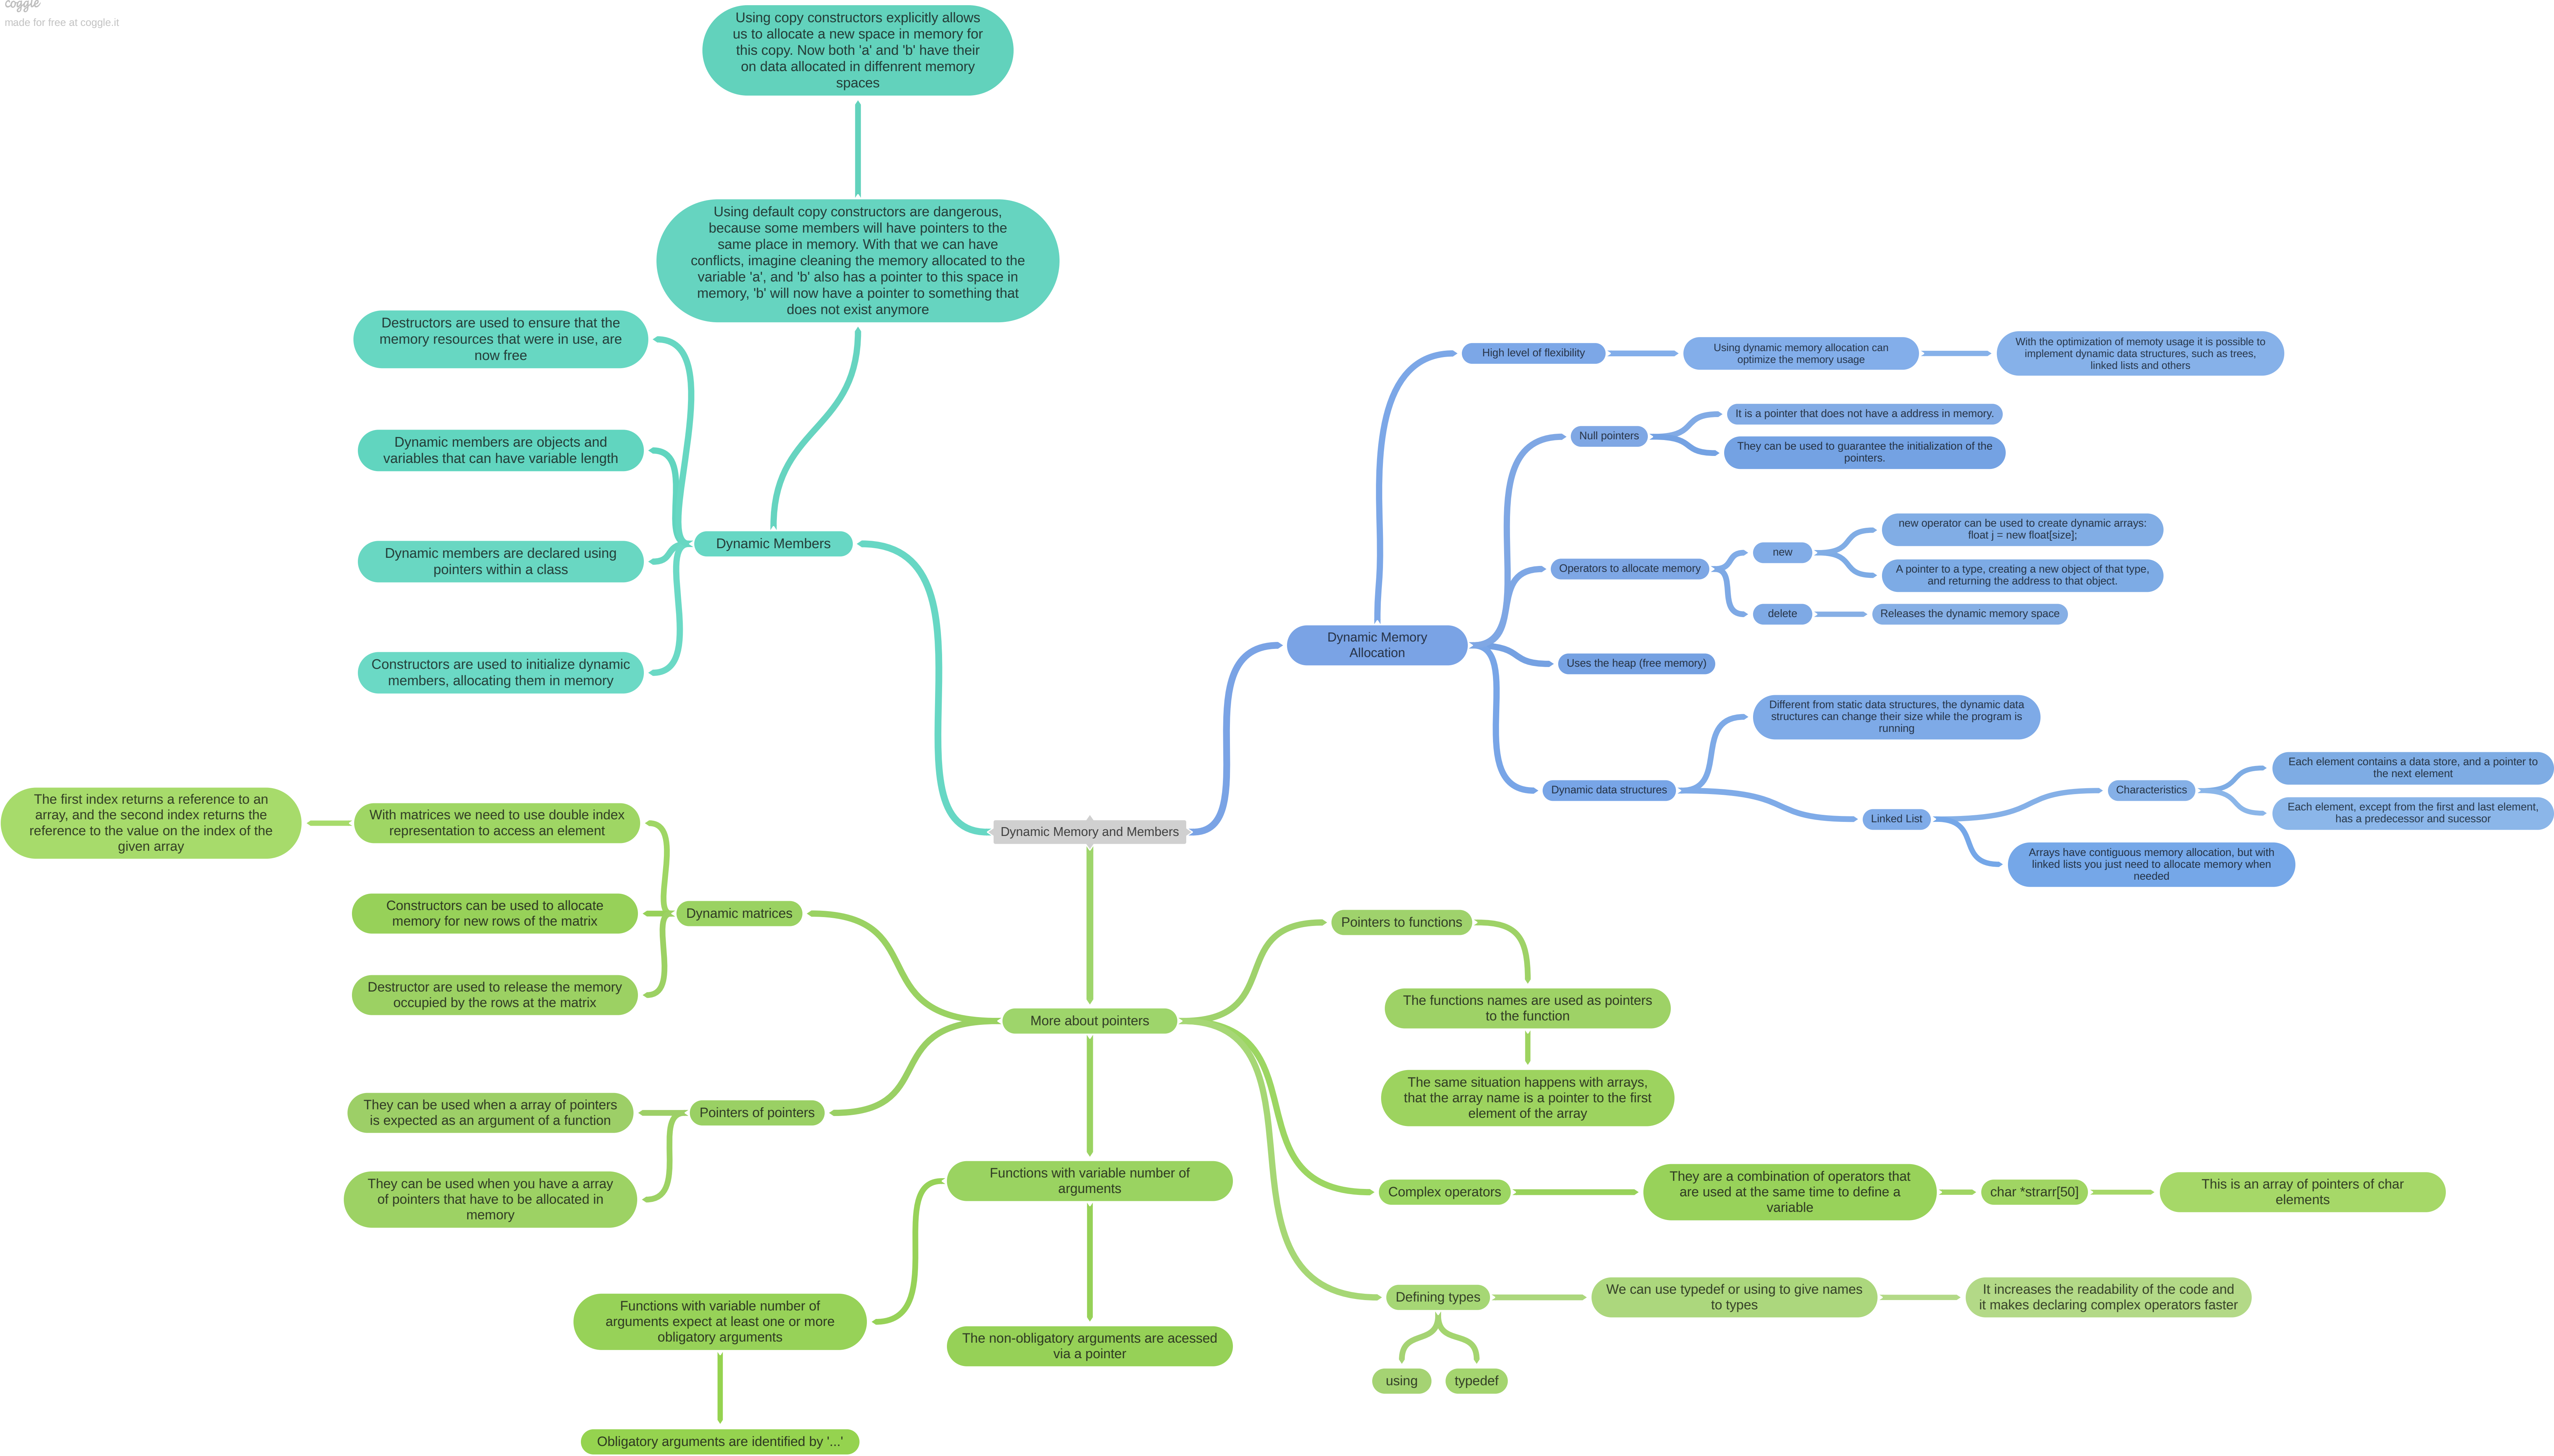 coggle
made for free at coggle.it
Using copy constructors explicitly allows
us to allocate a new space in memory for
this copy. Now both 'a' and 'b' have their
on data allocated in diffenrent memory
spaces
Using default copy constructors are dangerous,
because some members will have pointers to the
same place in memory. With that we can have
conflicts, imagine cleaning the memory allocated to the
variable 'a', and 'b' also has a pointer to this space in
memory, 'b' will now have a pointer to something that
does not exist anymore
Destructors are used to ensure that the
memory resources that were in use, are
now free
Dynamic members are objects and
variables that can have variable length
Dynamic members are declared using
pointers within a class
Constructors are used to initialize dynamic
members, allocating them in memory
Dynamic Members
High level of flexibility
Using dynamic memory allocation can
optimize the memory usage
With the optimization of memoty usage it is possible to
implement dynamic data structures, such as trees,
linked lists and others
Null pointers
It is a pointer that does not have a address in memory.
They can be used to guarantee the initialization of the
pointers.
Operators to allocate memory
new
new operator can be used to create dynamic arrays:
float j = new float[size];
A pointer to a type, creating a new object of that type,
and returning the address to that object.
delete
Releases the dynamic memory space
Dynamic Memory
Allocation
Uses the heap (free memory)
Different from static data structures, the dynamic data
structures can change their size while the program is
running
Dynamic data structures
Linked List
Characteristics
Each element contains a data store, and a pointer to
the next element
Each element, except from the first and last element,
has a predecessor and sucessor
Arrays have contiguous memory allocation, but with
linked lists you just need to allocate memory when
needed
Dynamic Memory and Members
The first index returns a reference to an
array, and the second index returns the
reference to the value on the index of the
given array
With matrices we need to use double index
representation to access an element
Constructors can be used to allocate
memory for new rows of the matrix
Destructor are used to release the memory
occupied by the rows at the matrix
Dynamic matrices
More about pointers
Pointers to functions
The functions names are used as pointers
to the function
The same situation happens with arrays,
that the array name is a pointer to the first
element of the array
They can be used when a array of pointers
is expected as an argument of a function
Pointers of pointers
They can be used when you have a array
of pointers that have to be allocated in
memory
Functions with variable number of
arguments
Complex operators
They are a combination of operators that
are used at the same time to define a
variable
char *strarr[50]
This is an array of pointers of char
elements
Defining types
We can use typedef or using to give names
to types
It increases the readability of the code and
it makes declaring complex operators faster
using
typedef
Functions with variable number of
arguments expect at least one or more
obligatory arguments
The non-obligatory arguments are acessed
via a pointer
Obligatory arguments are identified by '...'